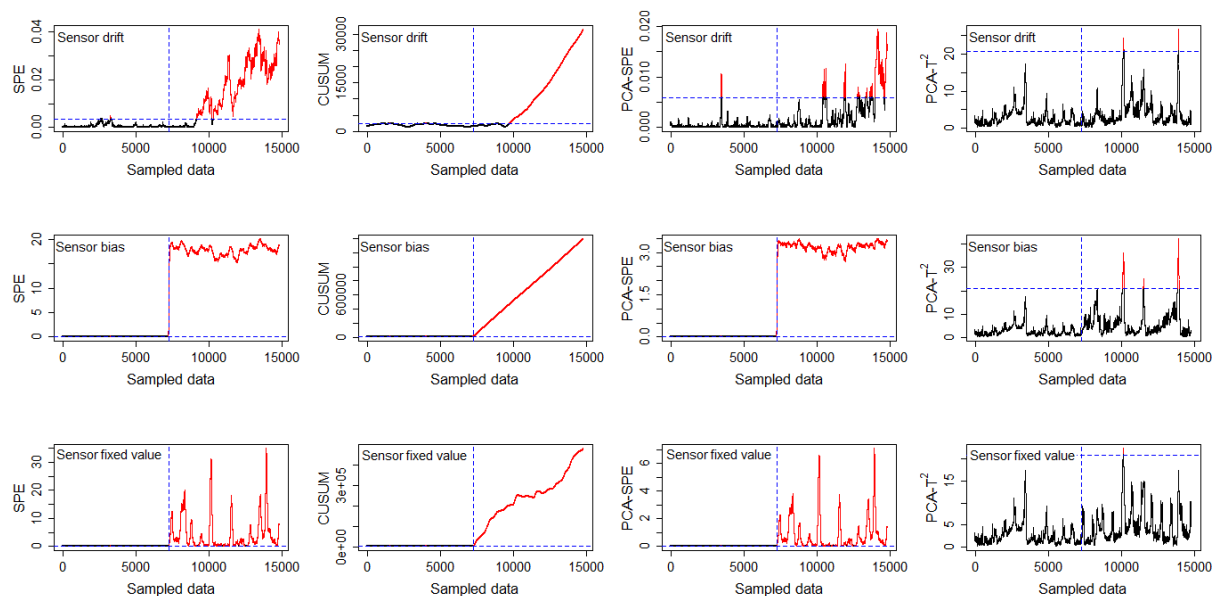 SPE
0.00 0.02 0.04
Sensor drift
0 5000 10000 15000
Sampled data
CUSUM
0 15000 30000
Sensor drift
0 5000 10000 15000
Sampled data
PCA-SPE
0.000 0.010 0.020
Sensor drift
0 5000 10000 15000
Sampled data
PCA-T²
0 5 10 20
Sensor drift
0 5000 10000 15000
Sampled data
SPE
0 5 10 15 20
Sensor bias
0 5000 10000 15000
Sampled data
CUSUM
0 600000
Sensor bias
0 5000 10000 15000
Sampled data
PCA-SPE
0.0 1.5 3.0
Sensor bias
0 5000 10000 15000
Sampled data
PCA-T²
0 10 20 30
Sensor bias
0 5000 10000 15000
Sampled data
SPE
0 5 10 20 30
Sensor fixed value
0 5000 10000 15000
Sampled data
CUSUM
0e+00 3e+05
Sensor fixed value
0 5000 10000 15000
Sampled data
PCA-SPE
0 2 4 6
Sensor fixed value
0 5000 10000 15000
Sampled data
PCA-T²
0 5 15
Sensor fixed value
0 5000 10000 15000
Sampled data